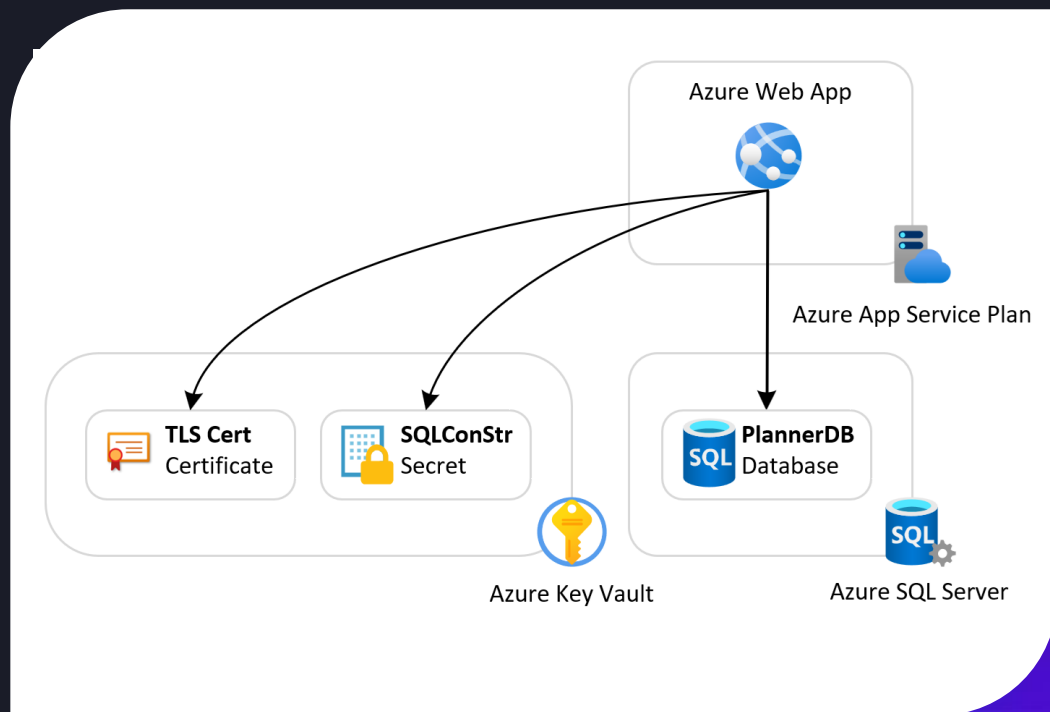 Azure Web App
Azure App Service Plan
TLS Cert
Certificate
SQLConStr
Secret
Azure Key Vault
SQL
PlannerDB
Database
SQL
Azure SQL Server